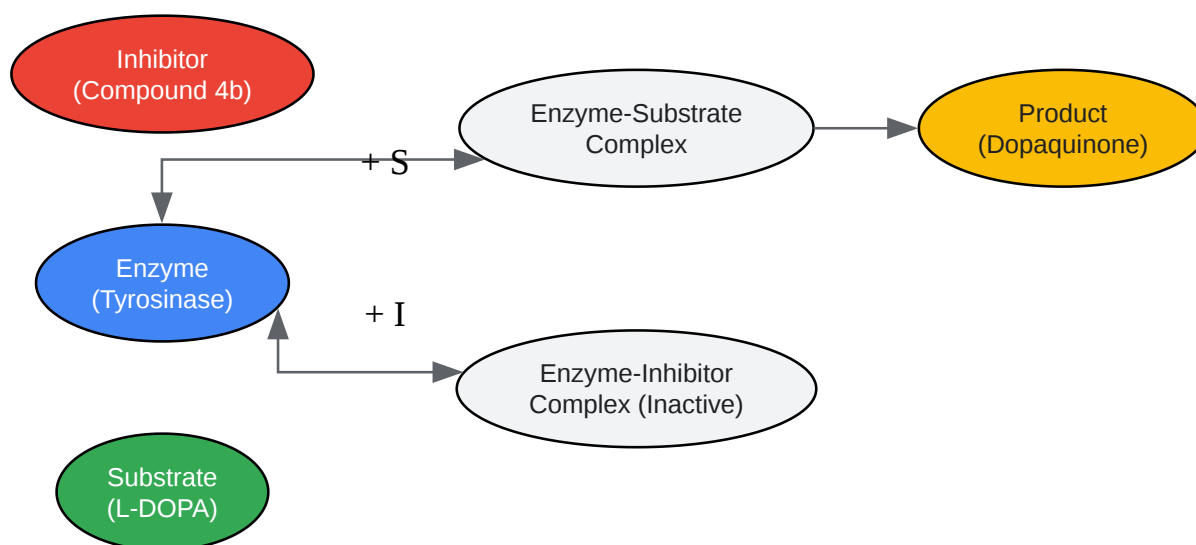 Inhibitor
(Compound 4b)
Enzyme-Substrate
Complex
Product
(Dopaquinone)
+ S
Enzyme
(Tyrosinase)
+ I
Enzyme-Inhibitor
Complex (Inactive)
Substrate
(L-DOPA)